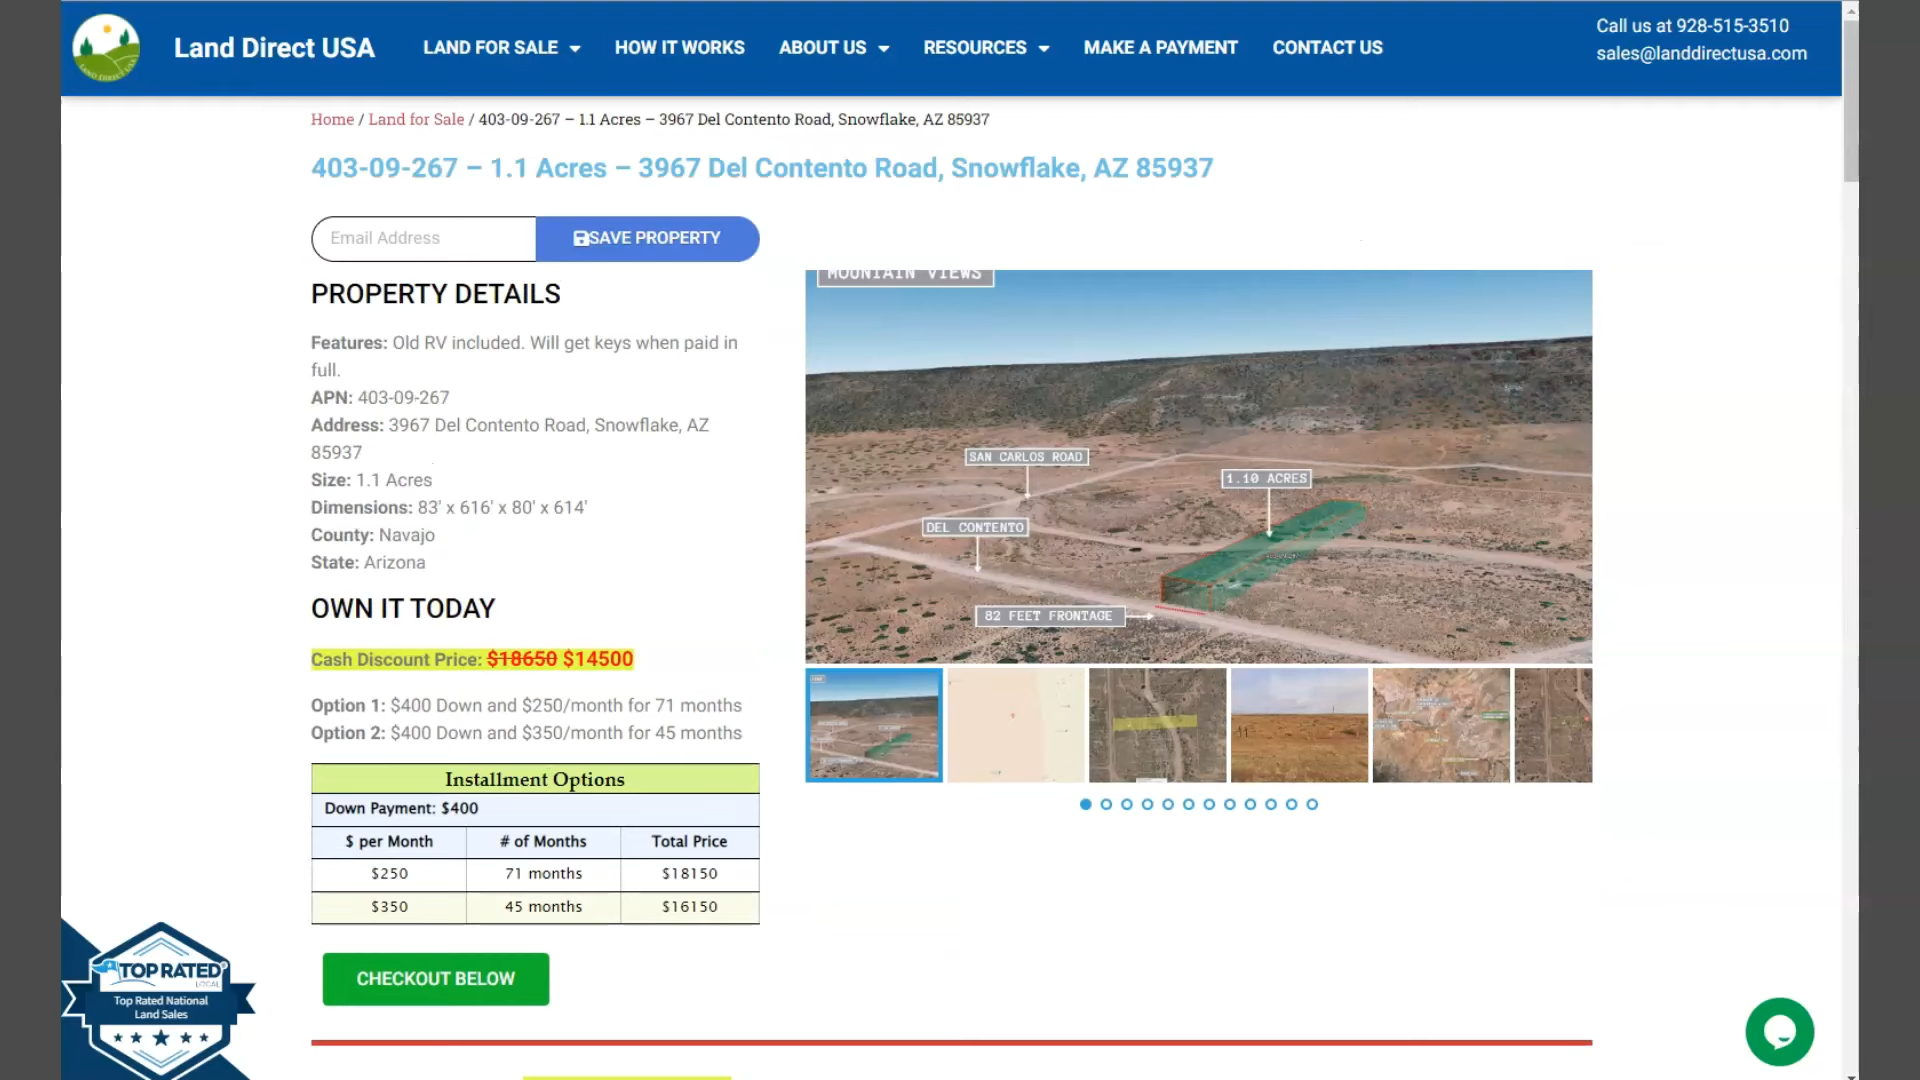 Land Direct USA
LAND FOR SALE
HOW IT WORKS
ABOUT US
RESOURCES
MAKE A PAYMENT
CONTACT US
Call us at 928-515-3510
sales@landdirectusa.com
Home / Land for Sale / 403-09-267 – 1.1 Acres – 3967 Del Contento Road, Snowflake, AZ 85937
403-09-267 – 1.1 Acres – 3967 Del Contento Road, Snowflake, AZ 85937
Email Address
SAVE PROPERTY
PROPERTY DETAILS
Features: Old RV included. Will get keys when paid in
full.
APN: 403-09-267
Address: 3967 Del Contento Road, Snowflake, AZ
85937
Size: 1.1 Acres
Dimensions: 83' x 616' x 80' x 614'
County: Navajo
State: Arizona
OWN IT TODAY
Cash Discount Price: $18650 $14500
Option 1: $400 Down and $250/month for 71 months
Option 2: $400 Down and $350/month for 45 months
Installment Options
Down Payment: $400
$ per Month # of Months Total Price
$250 71 months $18150
$350 45 months $16150
CHECKOUT BELOW
MOUNTAIN VIEWS
SAN CARLOS ROAD
1.10 ACRES
DEL CONTENTO
82 FEET FRONTAGE
TOP RATED
LOCAL
Top Rated National
Land Sales